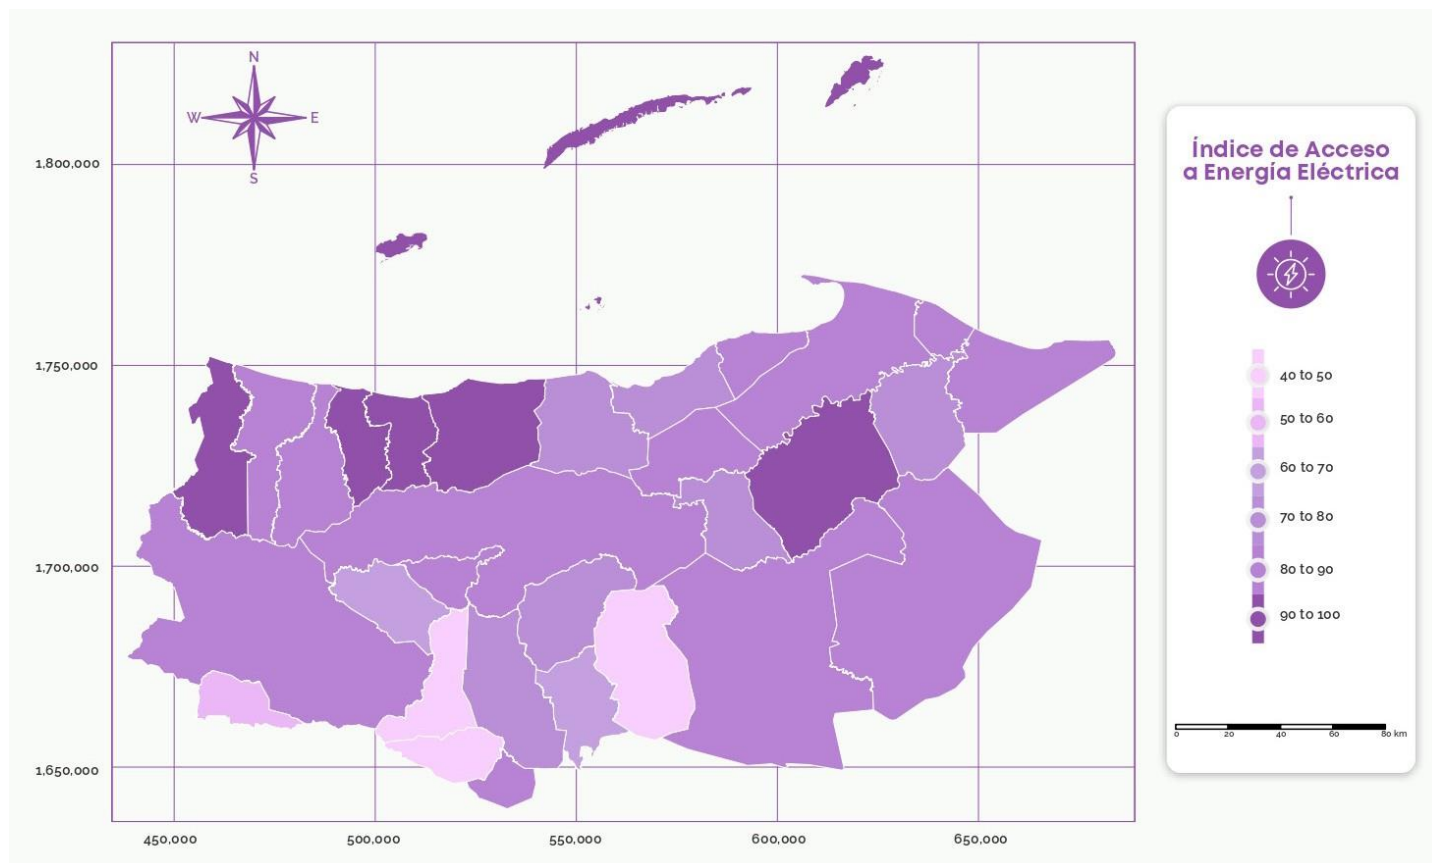 N
W E
S
1,800,000
1,750,000
1,700,000
1,650,000
450,000 500,000 550,000 600,000 650,000
Índice de Acceso
a Energía Eléctrica
40 to 50
50 to 60
60 to 70
70 to 80
80 to 90
90 to 100
0 20 40 60 80 km